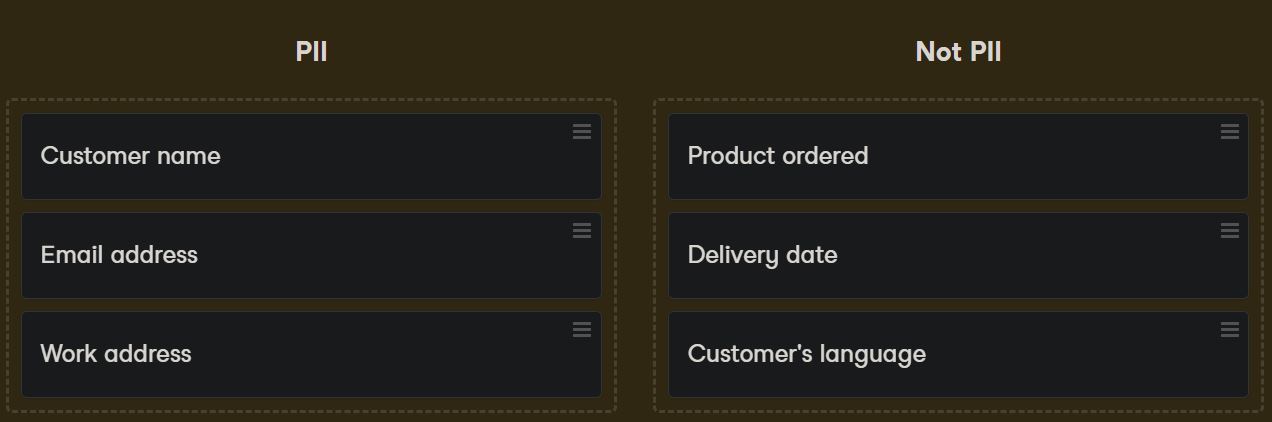 PII
Customer name
Email address
Work address
Not PII
Product ordered
Delivery date
Customer's language